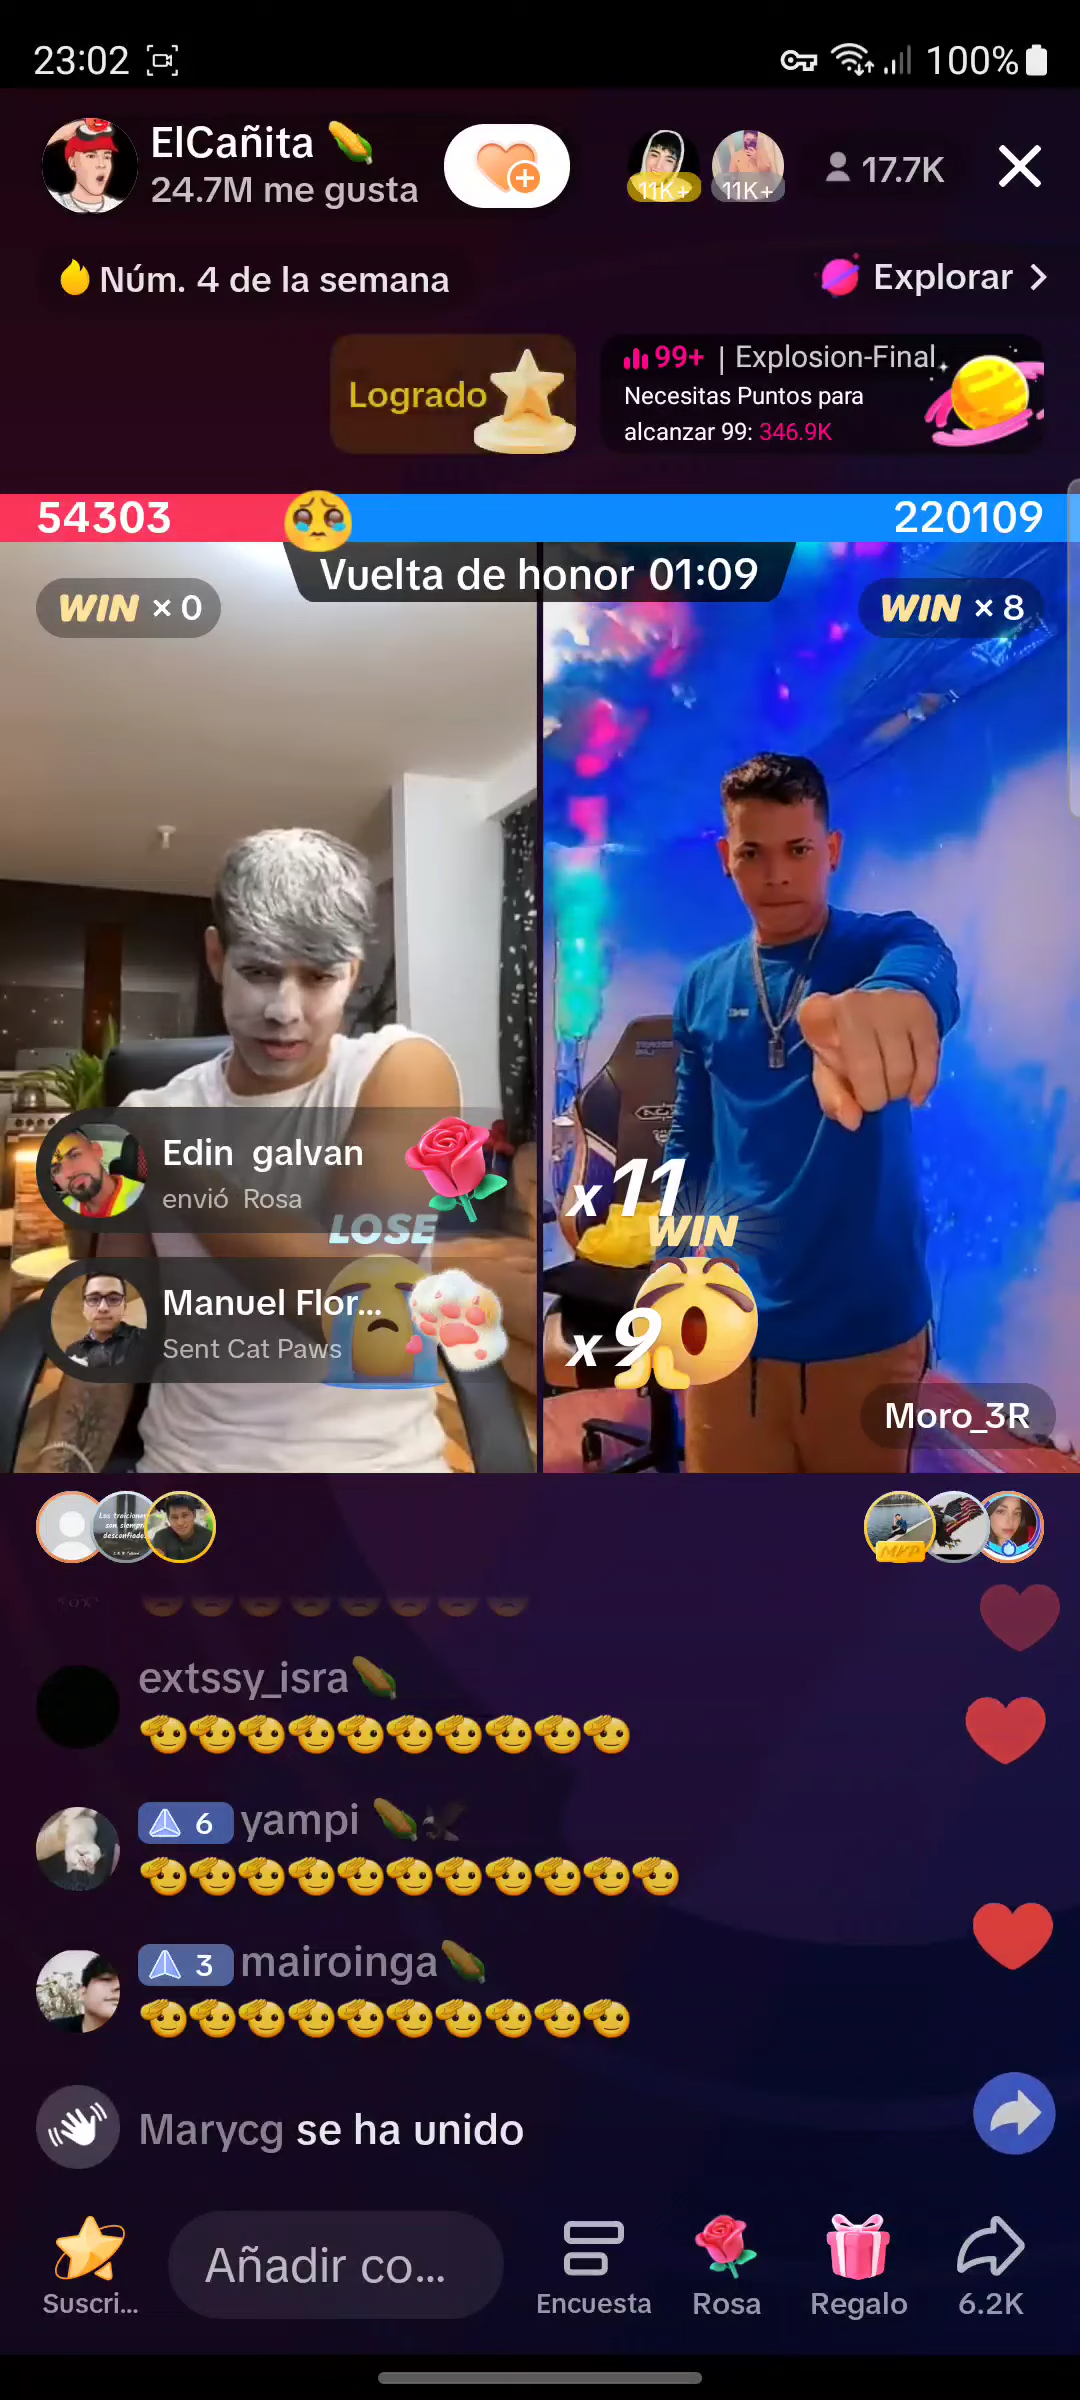 23:02
100%
ElCañita
24.7M me gusta
11K+
11K+
17.7K
Núm. 4 de la semana
Explorar
Logrado
99+ | Explosion-Final
Necesitas Puntos para
alcanzar 99: 346.9K
54303
220109
Vuelta de honor 01:09
WIN × 0
WIN × 8
Edin galvan
envió Rosa
x 11
LOSE
WIN
Manuel Flor...
Sent Cat Paws
x 9
Moro_3R
extssy_isra
6 yampi
3 mairoinga
Marycg se ha unido
Añadir co...
Suscri...
Encuesta
Rosa
Regalo
6.2K